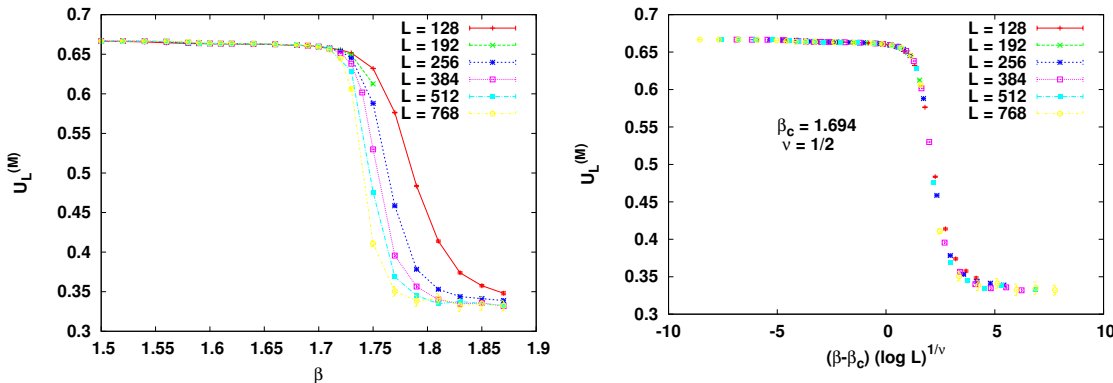 U_L^(M)
0.7
0.65
0.6
0.55
0.5
0.45
0.4
0.35
0.3
1.5
1.55
1.6
1.65
1.7
1.75
1.8
1.85
1.9
β
L = 128
L = 192
L = 256
L = 384
L = 512
L = 768
U_L^(M)
0.7
0.65
0.6
0.55
0.5
0.45
0.4
0.35
0.3
-10
-5
0
5
10
(β-β_c) (log L)^1/ν
L = 128
L = 192
L = 256
L = 384
L = 512
L = 768
β_c = 1.694
ν = 1/2